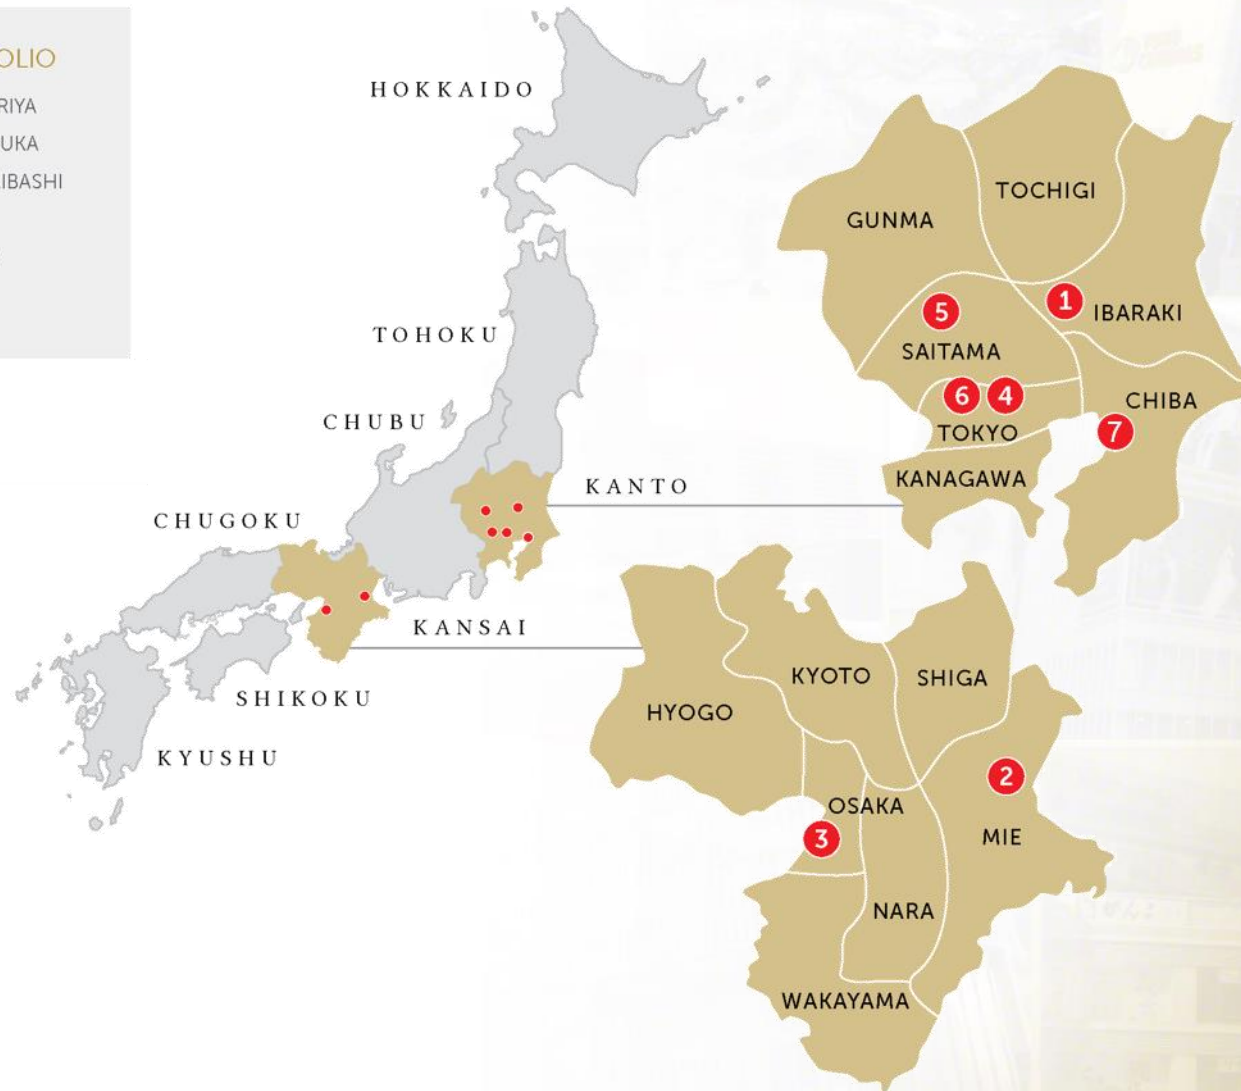 OLIO
RIYA
UKA
IBASHI
HOKKAIDO
TOHOKU
CHUBU
KANTO
CHUGOKU
KANSAI
SHIKOKU
KYUSHU
TOCHIGI
GUNMA
1
IBARAKI
5
SAITAMA
6
4
CHIBA
TOKYO
7
KANAGAWA
KYOTO
SHIGA
HYOGO
2
OSAKA
3
MIE
NARA
WAKAYAMA